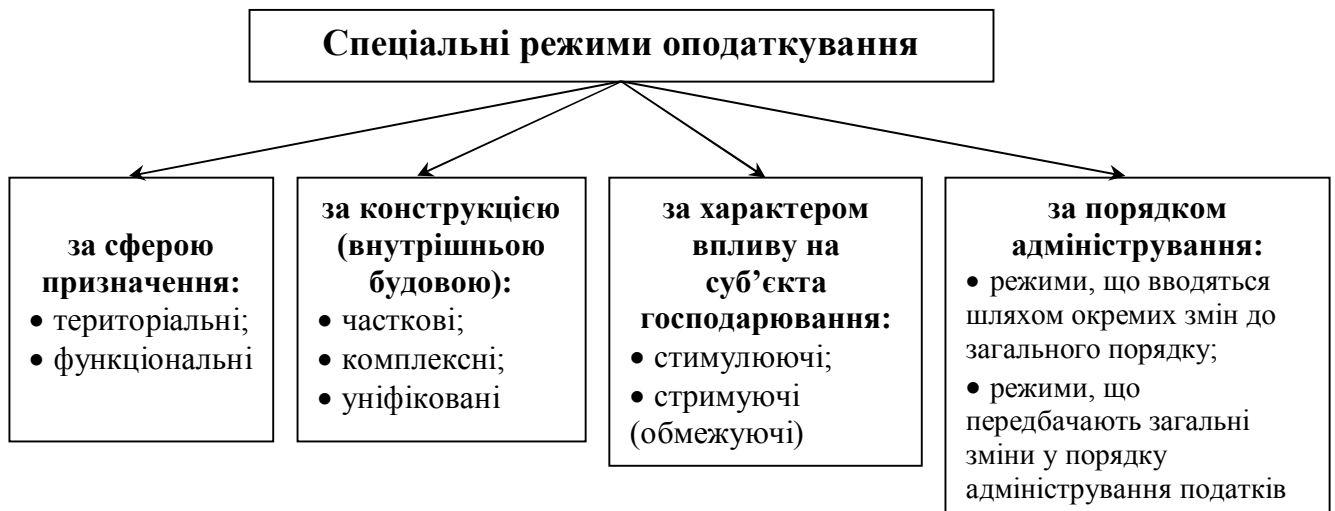 Спеціальні режими оподаткування
за сферою
призначення:
• територіальні;
• функціональні
за конструкцією
(внутрішньою
будовою):
• часткові;
• комплексні;
• уніфіковані
за характером
впливу на
суб’єкта
господарювання:
• стимулюючі;
• стримуючі
(обмежуючі)
за порядком
адміністрування:
• режими, що вводяться
шляхом окремих змін до
загального порядку;
• режими, що
передбачають загальні
зміни у порядку
адміністрування податків